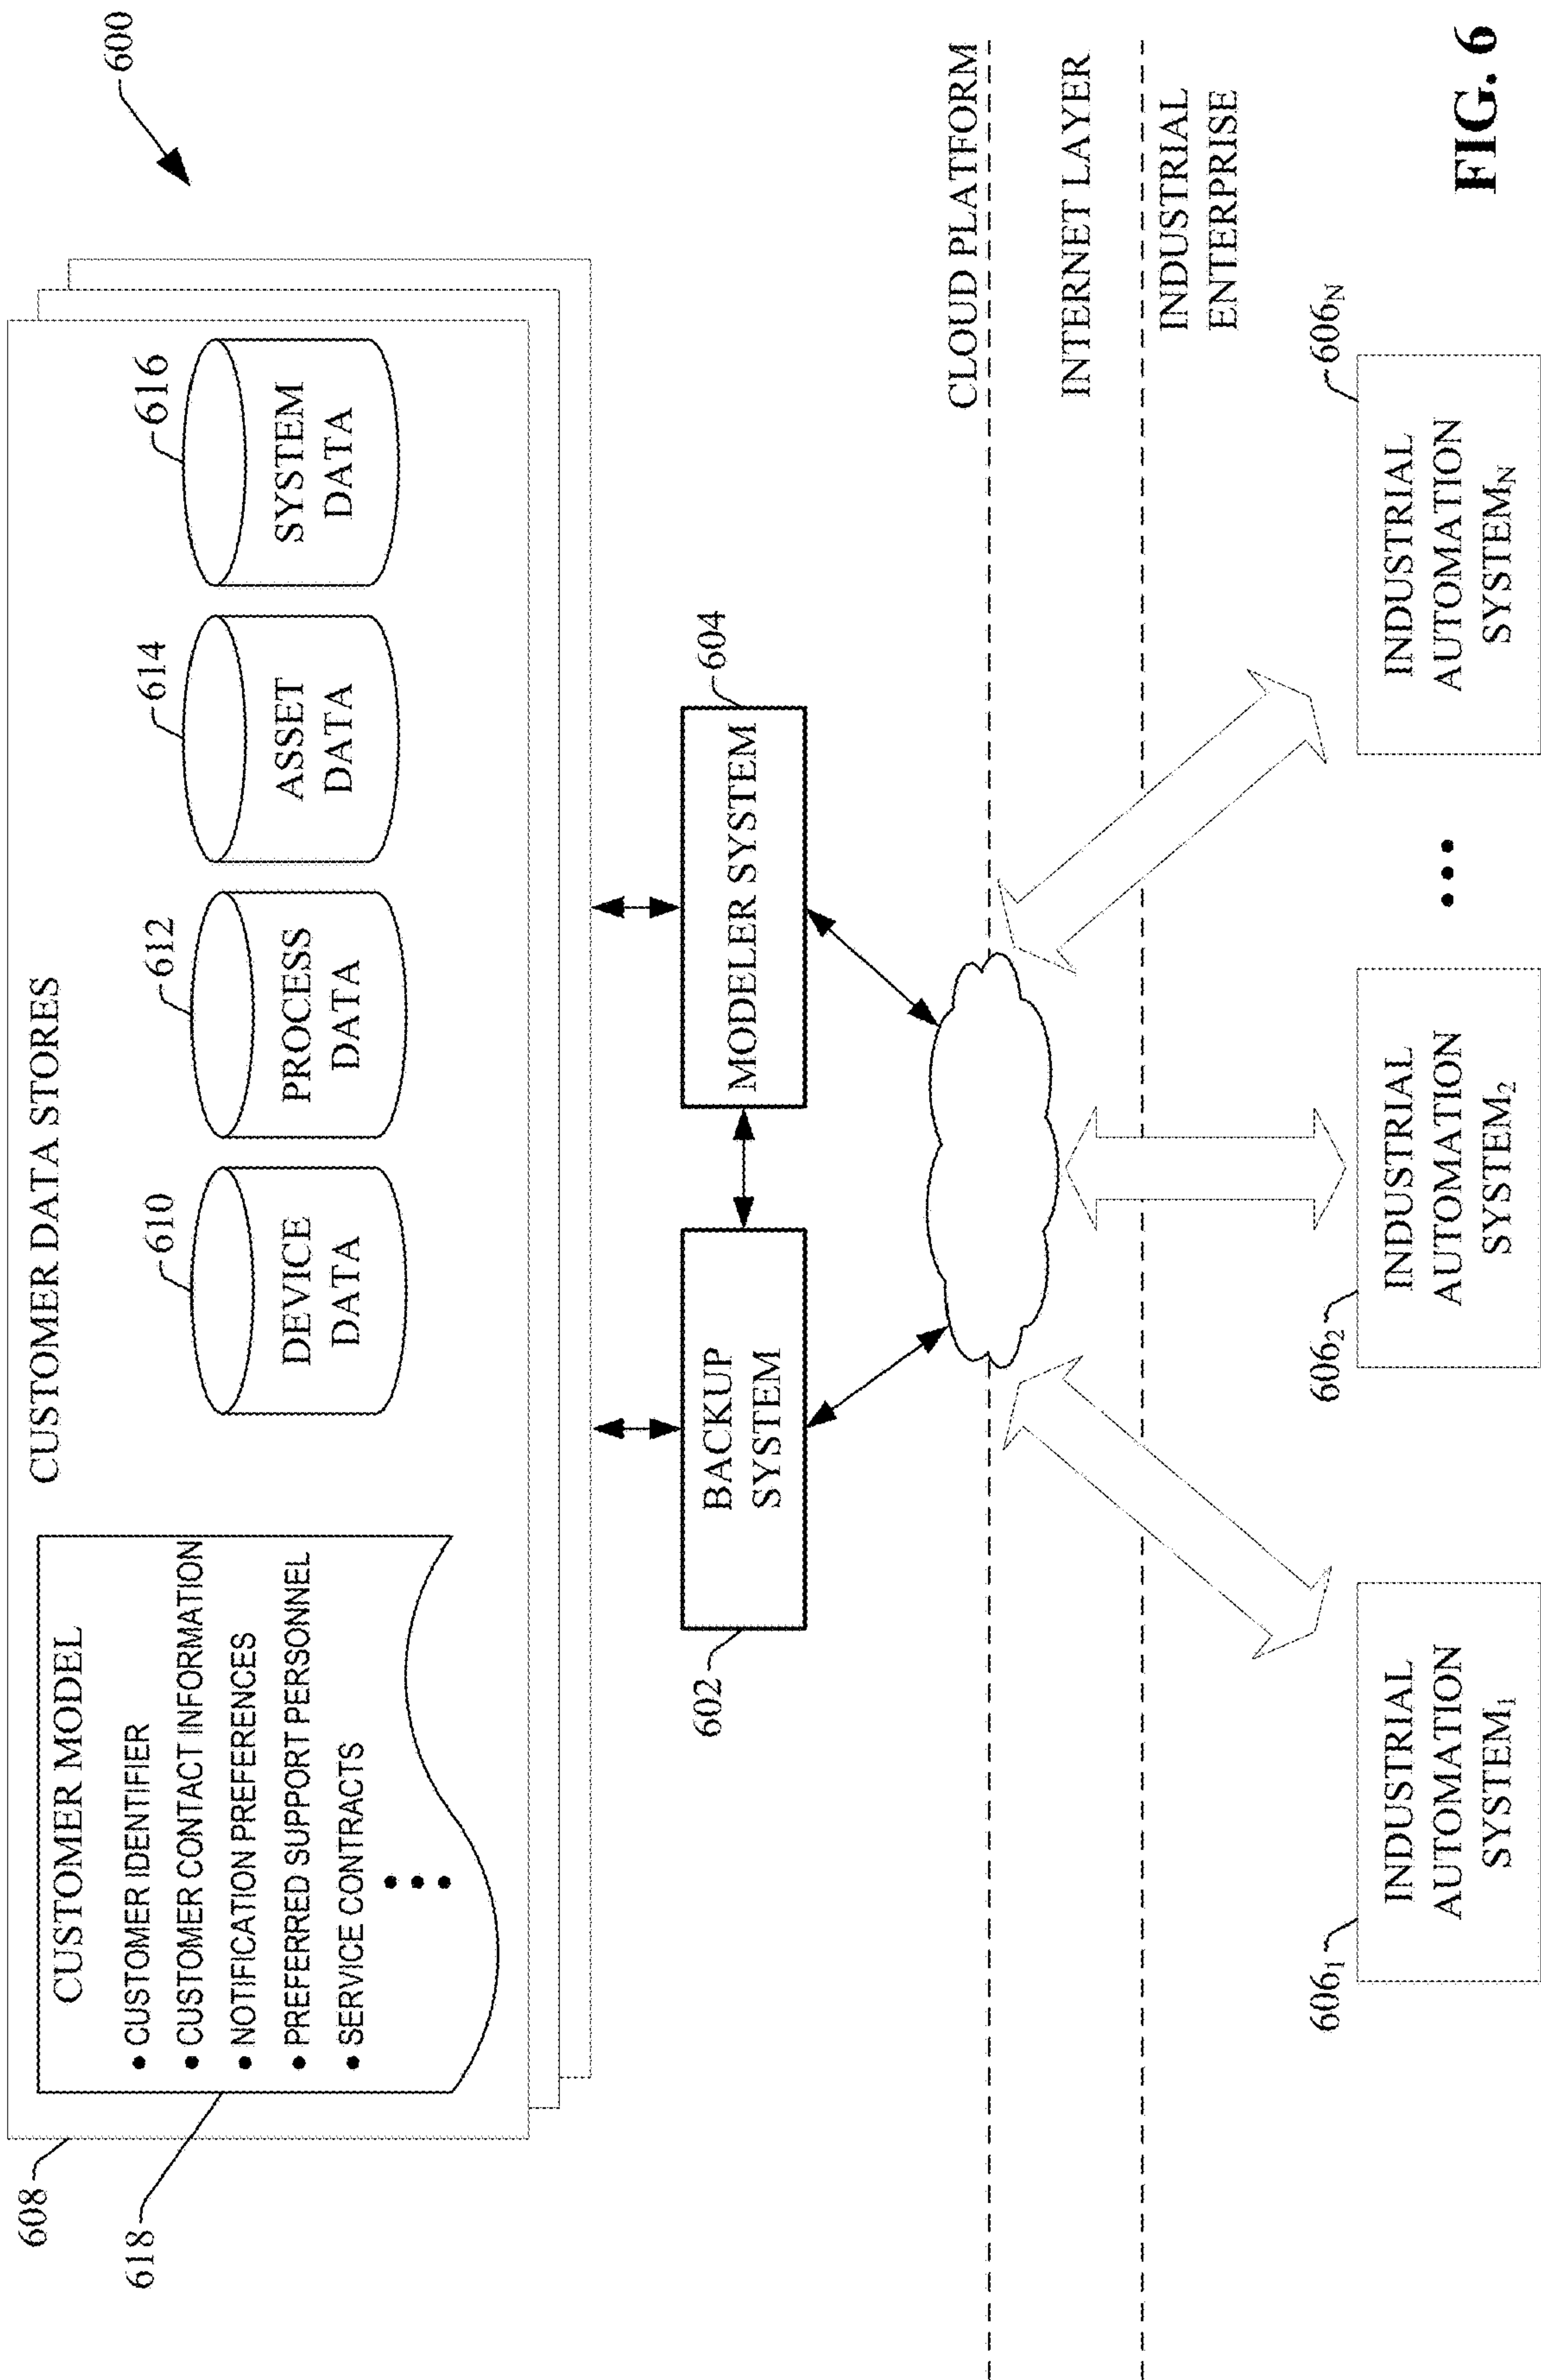 600
CUSTOMER DATA STORES
608
618
CUSTOMER MODEL
• CUSTOMER IDENTIFIER
• CUSTOMER CONTACT INFORMATION
• NOTIFICATION PREFERENCES
• PREFERRED SUPPORT PERSONNEL
• SERVICE CONTRACTS
610
DEVICE
DATA
612
PROCESS
DATA
614
ASSET
DATA
616
SYSTEM
DATA
602
BACKUP
SYSTEM
604
MODELER SYSTEM
CLOUD PLATFORM
INTERNET LAYER
INDUSTRIAL
ENTERPRISE
606₁
INDUSTRIAL
AUTOMATION
SYSTEM₁
606₂
INDUSTRIAL
AUTOMATION
SYSTEM₂
•••
606N
INDUSTRIAL
AUTOMATION
SYSTEMN
FIG. 6